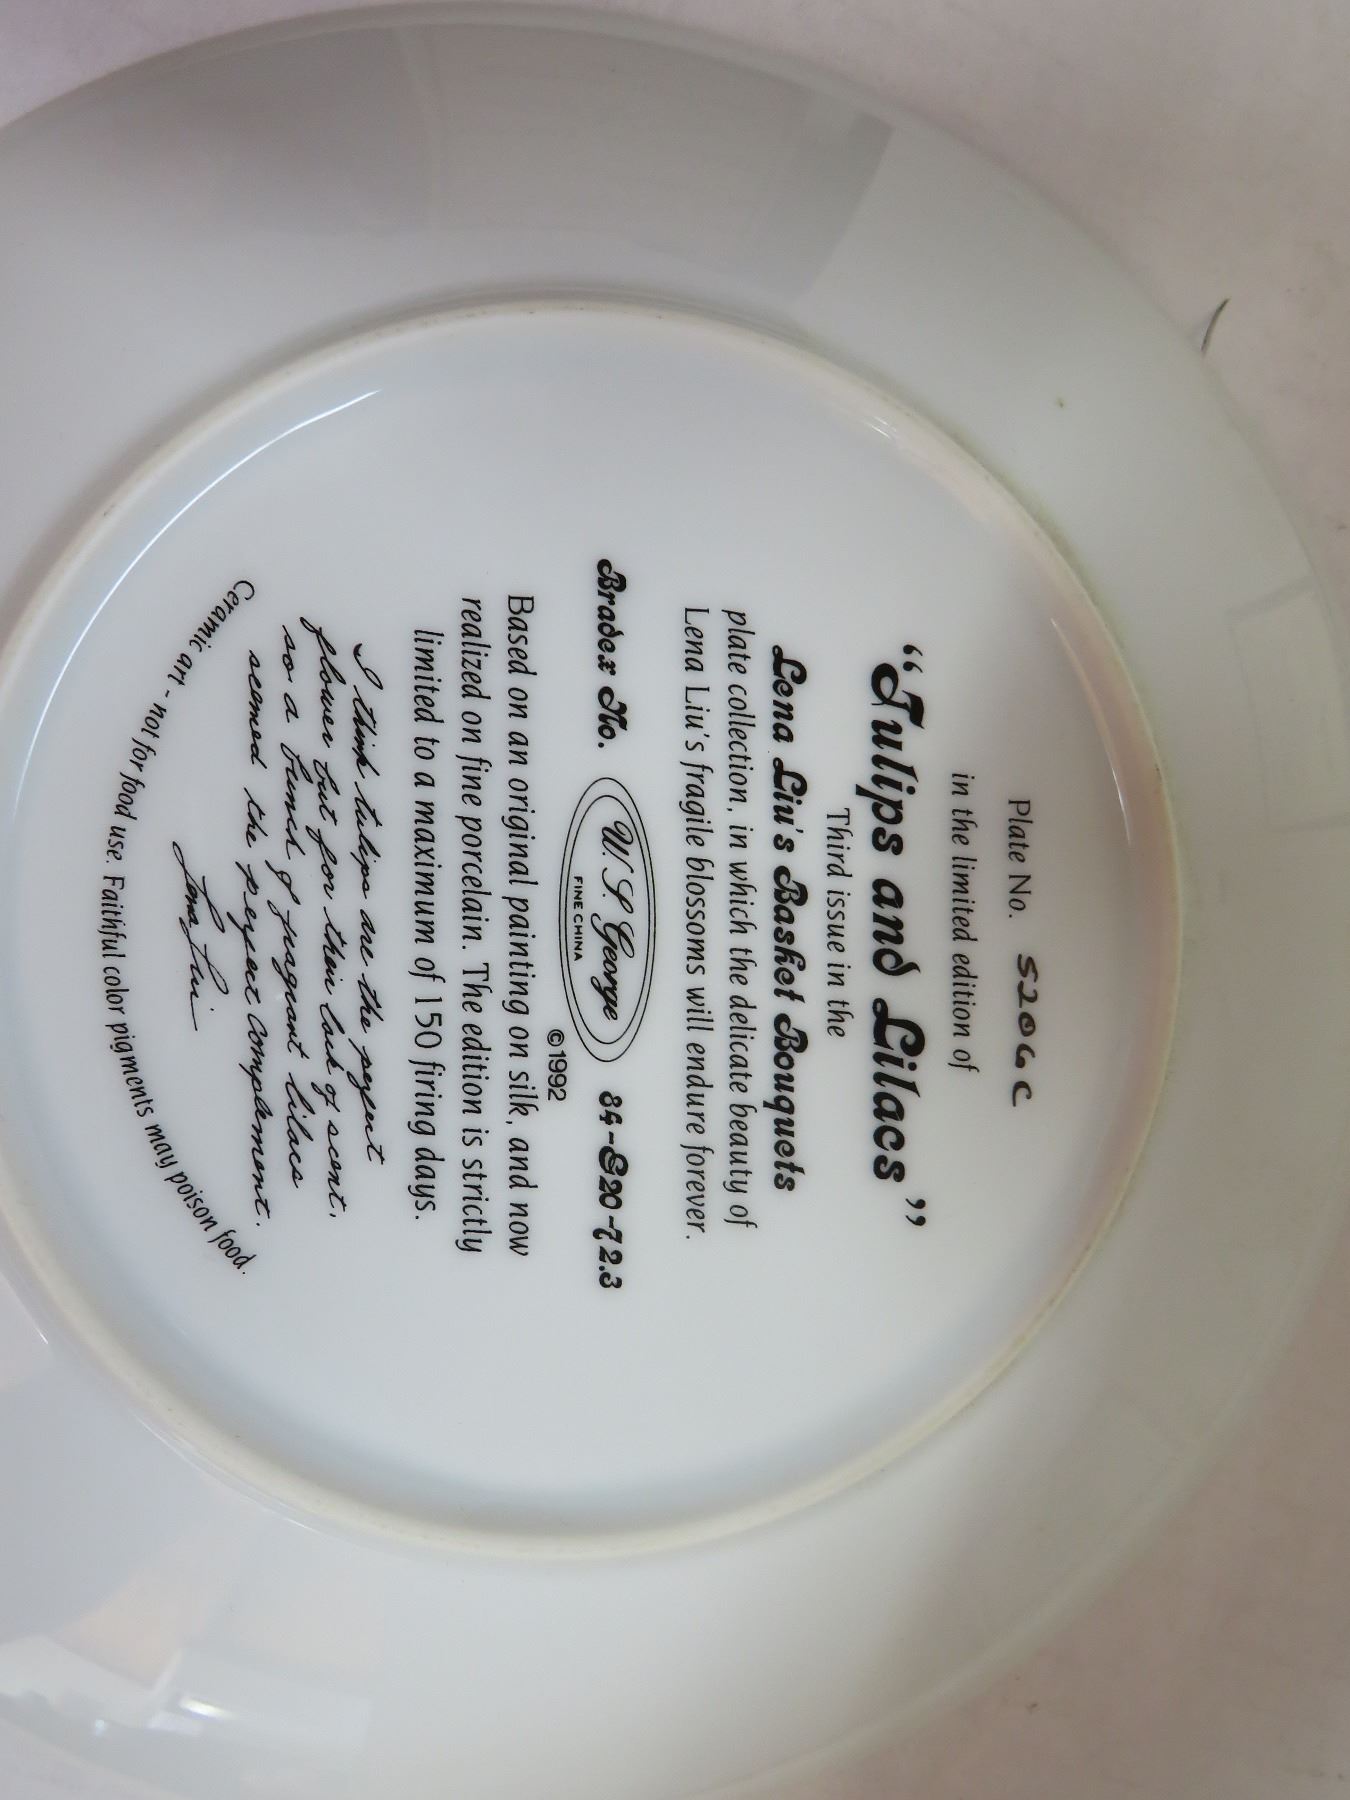 Plate No. 520GC
in the limited edition of
“Tulips and Lilacs”
Third issue in the
Lena Liu's Basket Bouquets
plate collection, in which the delicate beauty of
Lena Liu's fragile blossoms will endure forever.
Bradex No. W.S. George 84-G20-72.3
FINE CHINA
©1992
Based on an original painting on silk, and now
realized on fine porcelain. The edition is strictly
limited to a maximum of 150 firing days.
I think tulips are the perfect
flower but for their lack of scent,
so a bunch of fragrant lilacs
seemed the perfect complement.
Lena Liu
Ceramic art - not for food use. Faithful color pigments may poison food.